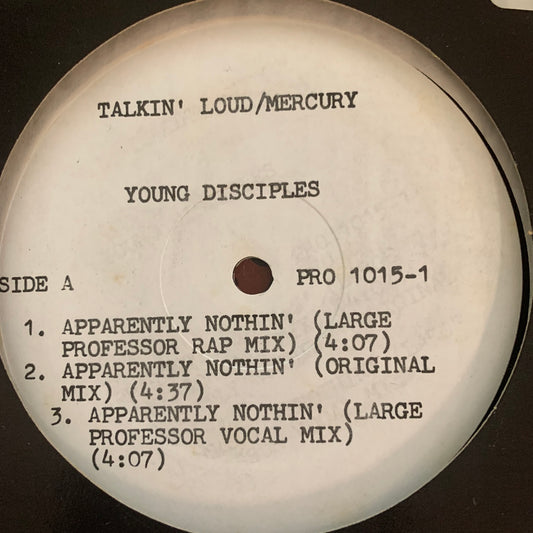 TALKIN' LOUD/MERCURY
YOUNG DISCIPLES
SIDE A
PRO 1015-1
1. APPARENTLY NOTHIN' (LARGE
PROFESSOR RAP MIX) (4:07)
2. APPARENTLY NOTHIN' (ORIGINAL
MIX) (4:37)
3. APPARENTLY NOTHIN' (LARGE
PROFESSOR VOCAL MIX)
(4:07)